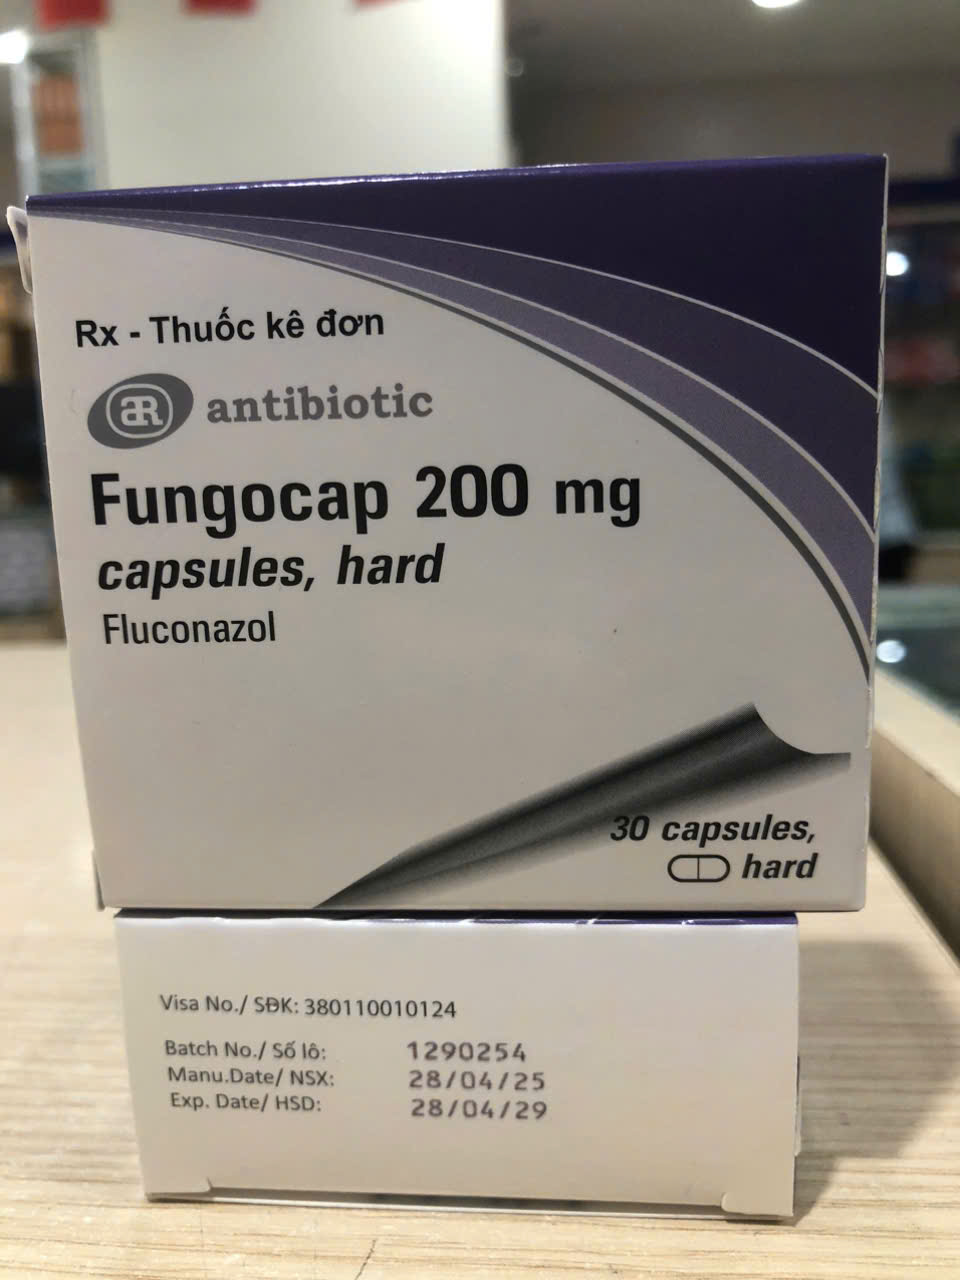 Rx - Thuốc kê đơn
aR antibiotic
Fungocap 200 mg
capsules, hard
Fluconazol
30 capsules,
hard
Visa No./ SĐK: 380110010124
Batch No./ Số lô: 1290254
Manu.Date/ NSX: 28/04/25
Exp. Date/ HSD: 28/04/29